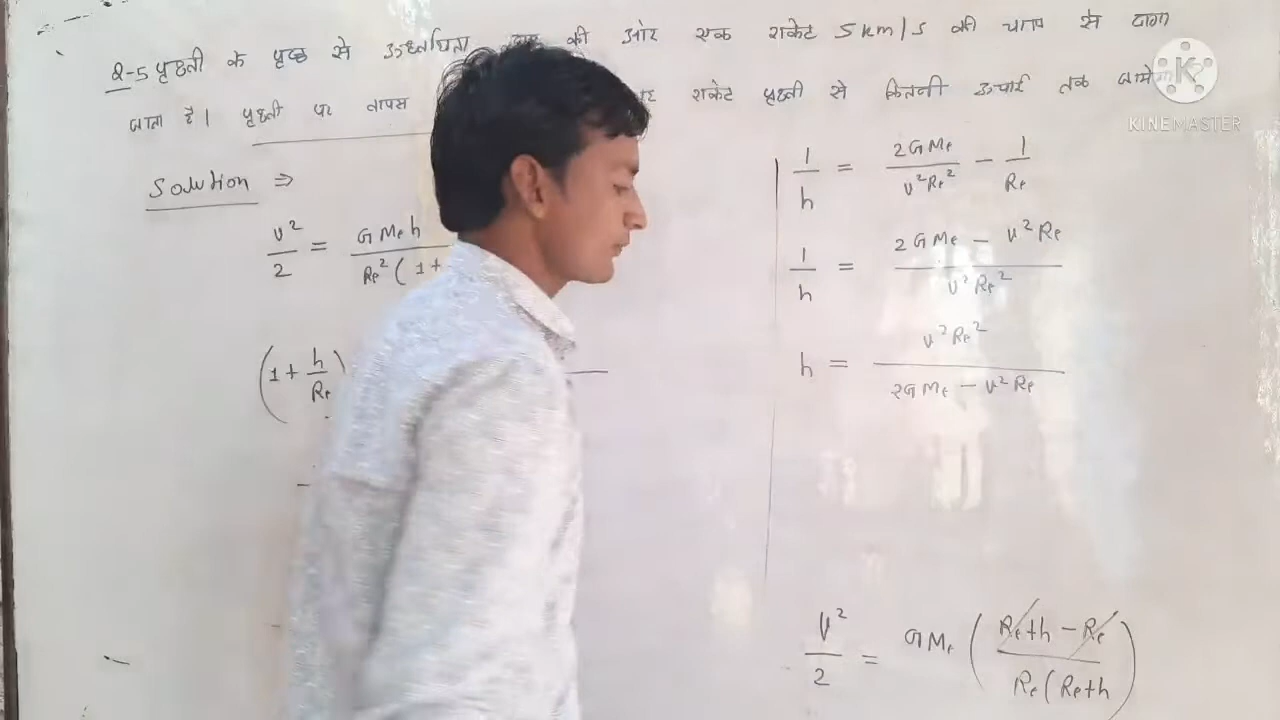 Q-5 पृथ्वी के पृष्ठ से ऊर्ध्वाधरतः की ओर एक राकेट 5 km/s की चाल से दागा
जाता है। पृथ्वी पर वापस राकेट पृथ्वी से कितनी ऊंचाई तक जायेगा
KINEMASTER
Solution ⇒
v²/2 = GMeh/Re²(1+
(1 + h/Re)
1/h = 2GMe/v²Re² - 1/Re
1/h = (2GMe - v²Re)/v²Re²
h = v²Re²/(2GMe - v²Re)
v²/2 = GMe ((Re+h - Re)/Re(Re+h)